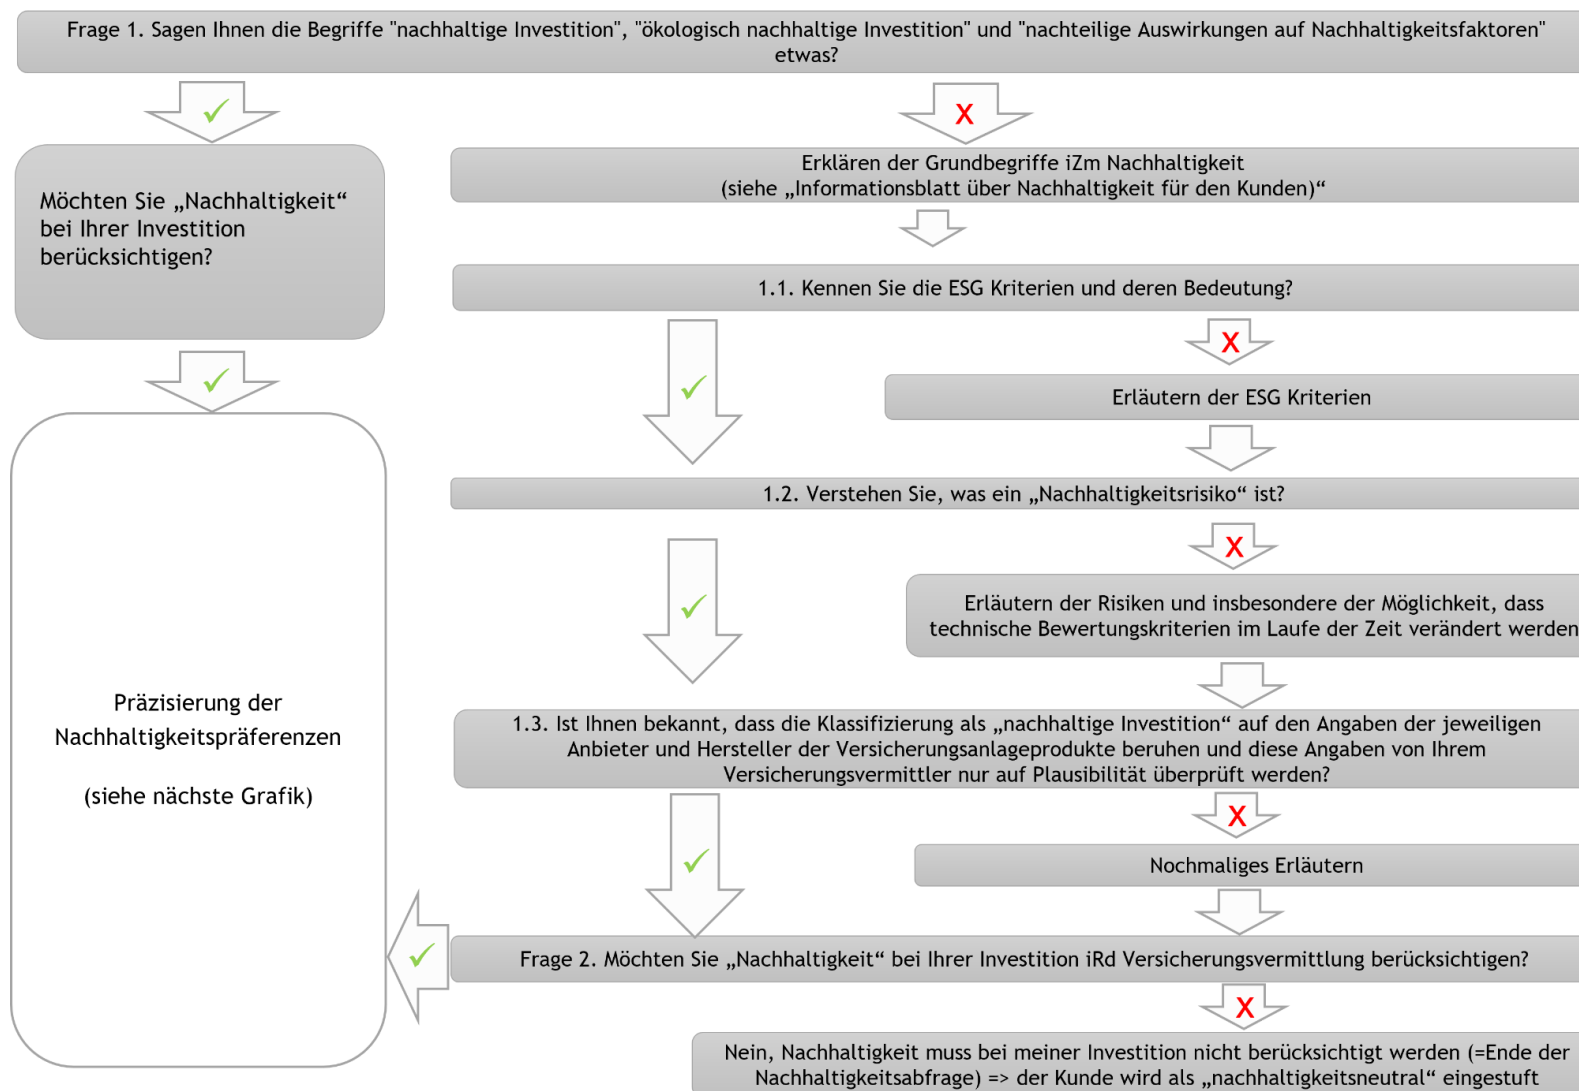 Frage 1. Sagen Ihnen die Begriffe "nachhaltige Investition", "ökologisch nachhaltige Investition" und "nachteilige Auswirkungen auf Nachhaltigkeitsfaktoren"
etwas?
✓
X
Möchten Sie „Nachhaltigkeit“
bei Ihrer Investition
berücksichtigen?
Erklären der Grundbegriffe iZm Nachhaltigkeit
(siehe „Informationsblatt über Nachhaltigkeit für den Kunden)“
1.1. Kennen Sie die ESG Kriterien und deren Bedeutung?
✓
X
✓
Erläutern der ESG Kriterien
1.2. Verstehen Sie, was ein „Nachhaltigkeitsrisiko“ ist?
X
✓
Erläutern der Risiken und insbesondere der Möglichkeit, dass
technische Bewertungskriterien im Laufe der Zeit verändert werden
Präzisierung der
Nachhaltigkeitspräferenzen
(siehe nächste Grafik)
1.3. Ist Ihnen bekannt, dass die Klassifizierung als „nachhaltige Investition“ auf den Angaben der jeweiligen
Anbieter und Hersteller der Versicherungsanlageprodukte beruhen und diese Angaben von Ihrem
Versicherungsvermittler nur auf Plausibilität überprüft werden?
X
✓
Nochmaliges Erläutern
✓
Frage 2. Möchten Sie „Nachhaltigkeit“ bei Ihrer Investition iRd Versicherungsvermittlung berücksichtigen?
X
Nein, Nachhaltigkeit muss bei meiner Investition nicht berücksichtigt werden (=Ende der
Nachhaltigkeitsabfrage) => der Kunde wird als „nachhaltigkeitsneutral“ eingestuft